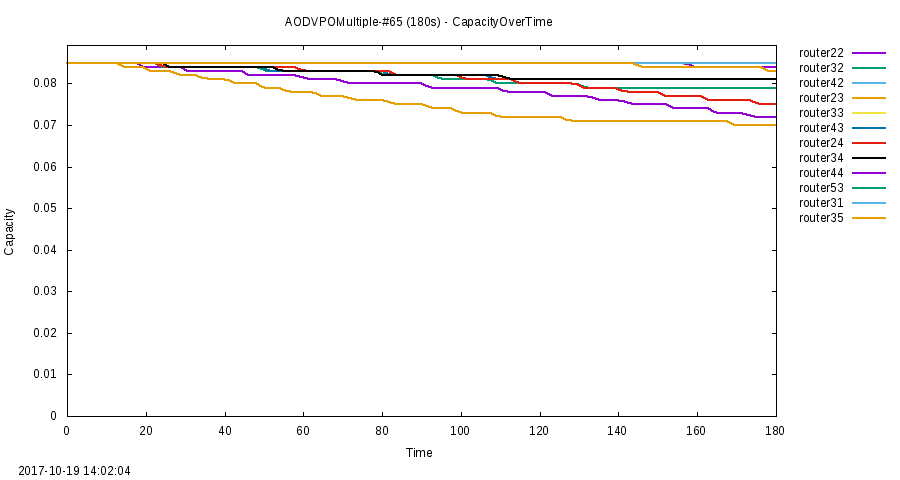 AODVPOMultiple-#65 (180s) - CapacityOverTime
router22
router32
router42
router23
router33
router43
router24
router34
router44
router53
router31
router35
Capacity
0.08
0.07
0.06
0.05
0.04
0.03
0.02
0.01
0
0 20 40 60 80 100 120 140 160 180
Time
2017-10-19 14:02:04